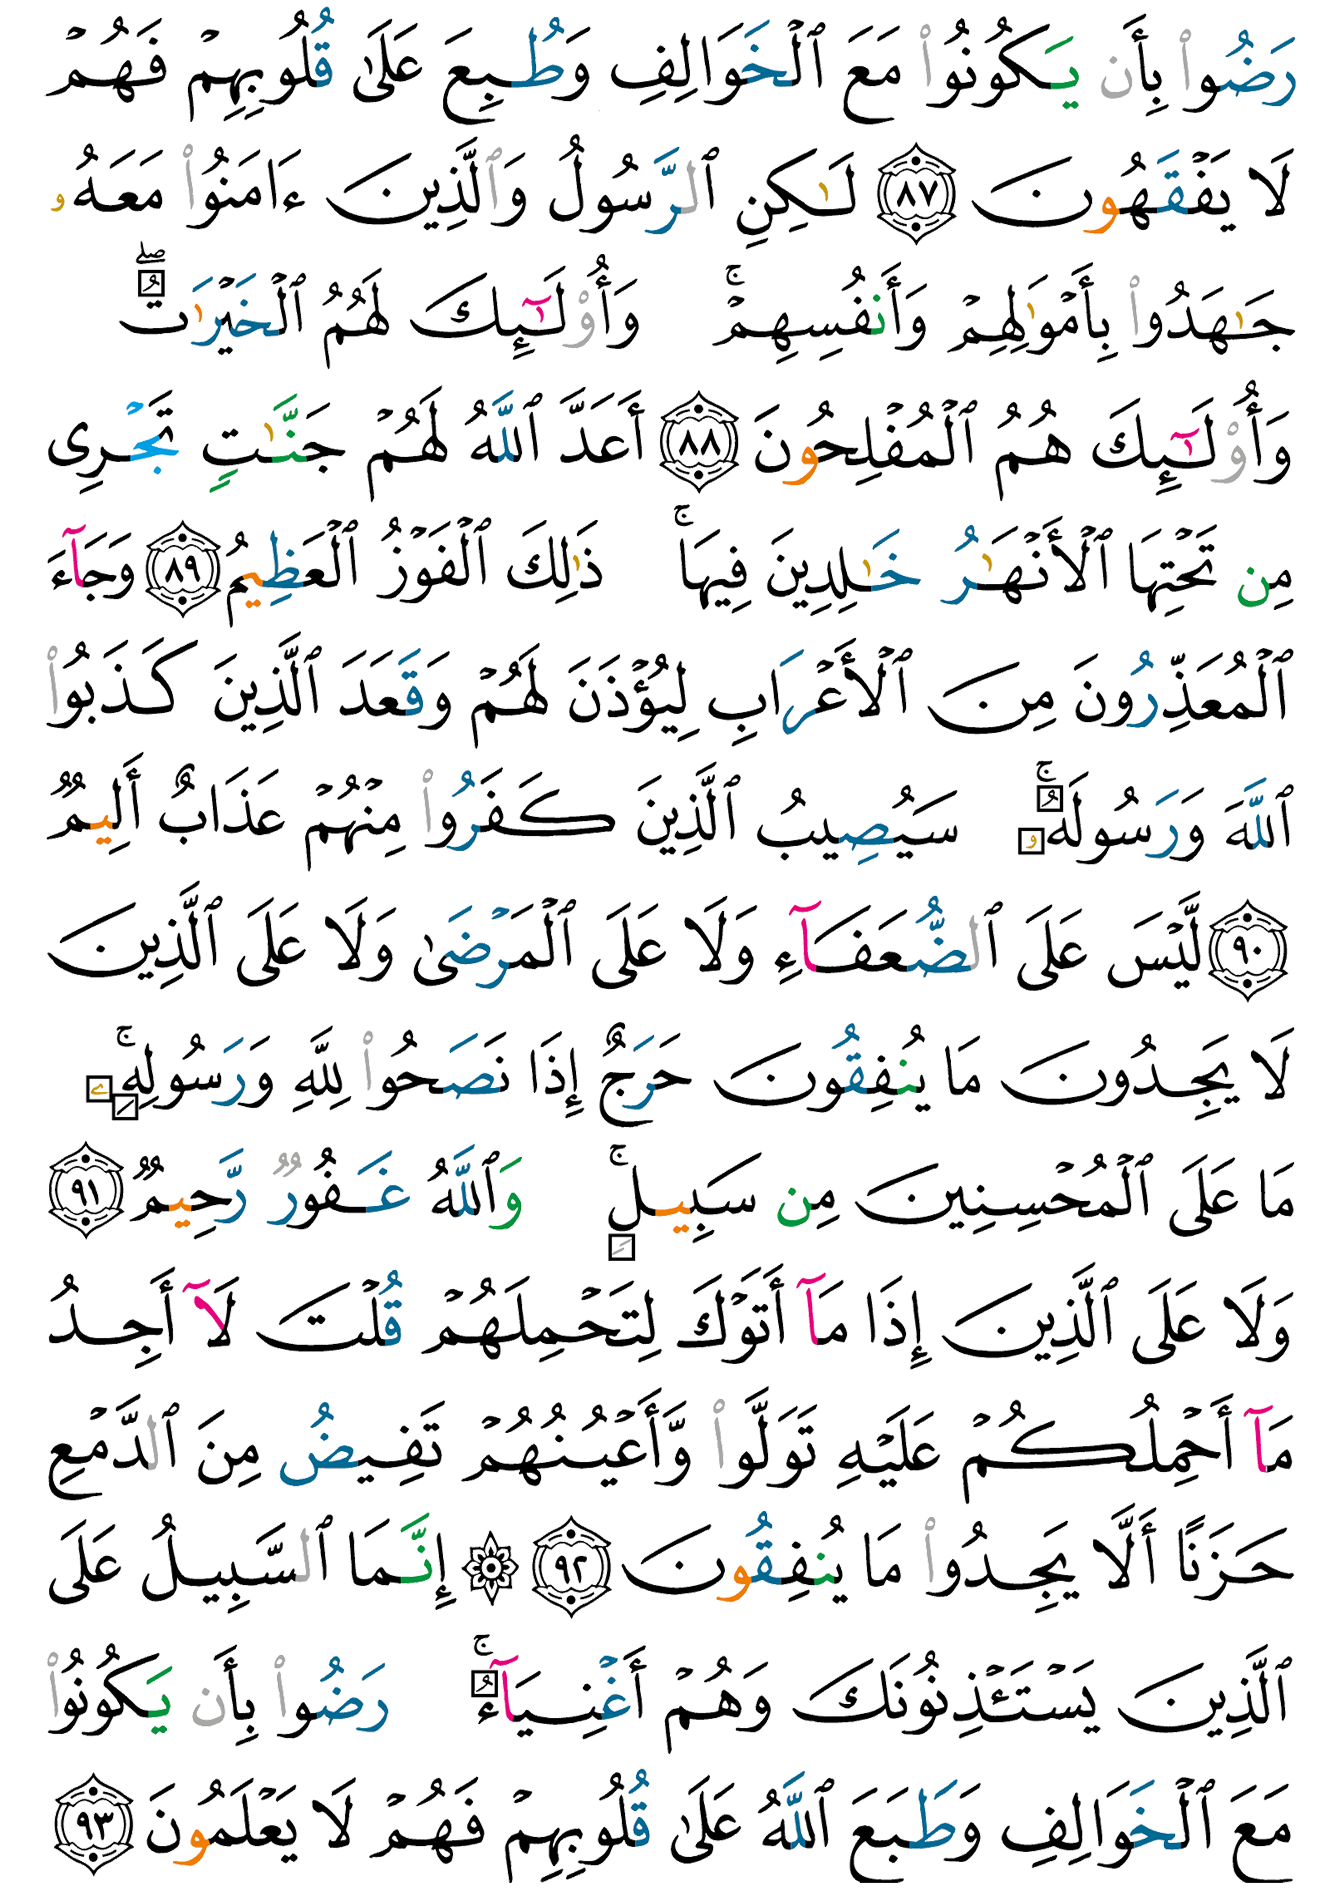 رَضُوا۟ بِأَن يَكُونُوا۟ مَعَ ٱلْخَوَالِفِ وَطُبِعَ عَلَىٰ قُلُوبِهِمْ فَهُمْ
لَا يَفْقَهُونَ ٨٧ لَـٰكِنِ ٱلرَّسُولُ وَٱلَّذِينَ ءَامَنُوا۟ مَعَهُۥ
جَـٰهَدُوا۟ بِأَمْوَٰلِهِمْ وَأَنفُسِهِمْ ۚ وَأُو۟لَـٰٓئِكَ لَهُمُ ٱلْخَيْرَٰتُ ۖ
وَأُو۟لَـٰٓئِكَ هُمُ ٱلْمُفْلِحُونَ ٨٨ أَعَدَّ ٱللَّهُ لَهُمْ جَنَّـٰتٍ تَجْرِى
مِن تَحْتِهَا ٱلْأَنْهَـٰرُ خَـٰلِدِينَ فِيهَا ۚ ذَٰلِكَ ٱلْفَوْزُ ٱلْعَظِيمُ ٨٩ وَجَآءَ
ٱلْمُعَذِّرُونَ مِنَ ٱلْأَعْرَابِ لِيُؤْذَنَ لَهُمْ وَقَعَدَ ٱلَّذِينَ كَذَبُوا۟
ٱللَّهَ وَرَسُولَهُۥ ۚ سَيُصِيبُ ٱلَّذِينَ كَفَرُوا۟ مِنْهُمْ عَذَابٌ أَلِيمٌ
٩٠ لَّيْسَ عَلَى ٱلضُّعَفَآءِ وَلَا عَلَى ٱلْمَرْضَىٰ وَلَا عَلَى ٱلَّذِينَ
لَا يَجِدُونَ مَا يُنفِقُونَ حَرَجٌ إِذَا نَصَحُوا۟ لِلَّهِ وَرَسُولِهِۦ ۚ
مَا عَلَى ٱلْمُحْسِنِينَ مِن سَبِيلٍ ۚ وَٱللَّهُ غَفُورٌ رَّحِيمٌ ٩١
وَلَا عَلَى ٱلَّذِينَ إِذَا مَآ أَتَوْكَ لِتَحْمِلَهُمْ قُلْتَ لَآ أَجِدُ
مَآ أَحْمِلُكُمْ عَلَيْهِ تَوَلَّوا۟ وَّأَعْيُنُهُمْ تَفِيضُ مِنَ ٱلدَّمْعِ
حَزَنًا أَلَّا يَجِدُوا۟ مَا يُنفِقُونَ ٩٢ ۞ إِنَّمَا ٱلسَّبِيلُ عَلَى
ٱلَّذِينَ يَسْتَـْٔذِنُونَكَ وَهُمْ أَغْنِيَآءُ ۚ رَضُوا۟ بِأَن يَكُونُوا۟
مَعَ ٱلْخَوَالِفِ وَطَبَعَ ٱللَّهُ عَلَىٰ قُلُوبِهِمْ فَهُمْ لَا يَعْلَمُونَ ٩٣